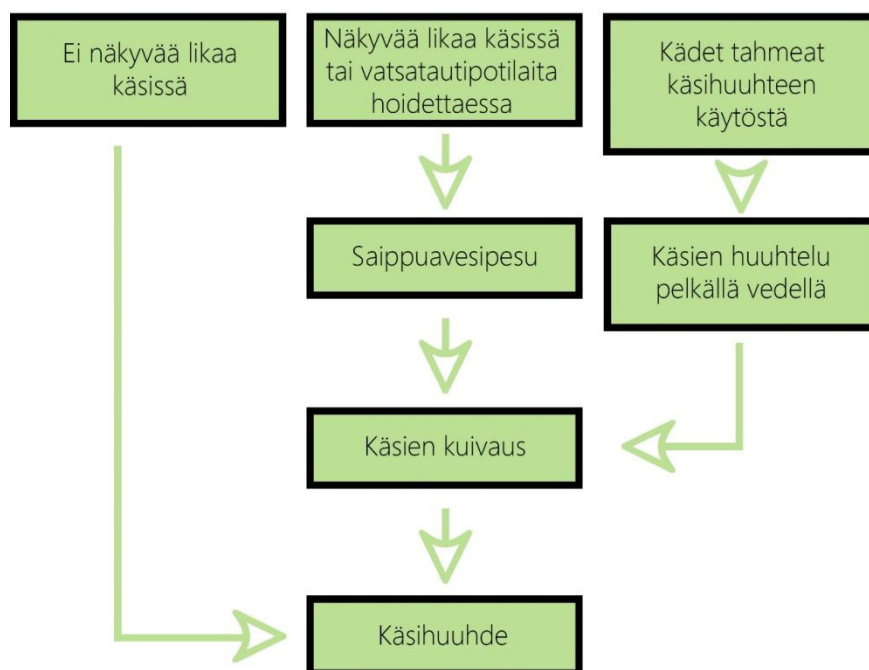 Ei näkyvää likaa
käsissä
Näkyvää likaa käsissä
tai vatsatautipotilaita
hoidettaessa
Kädet tahmeat
käsihuuhteen
käytöstä
Saippuavesipesu
Käsien huuhtelu
pelkällä vedellä
Käsien kuivaus
Käsihuuhde